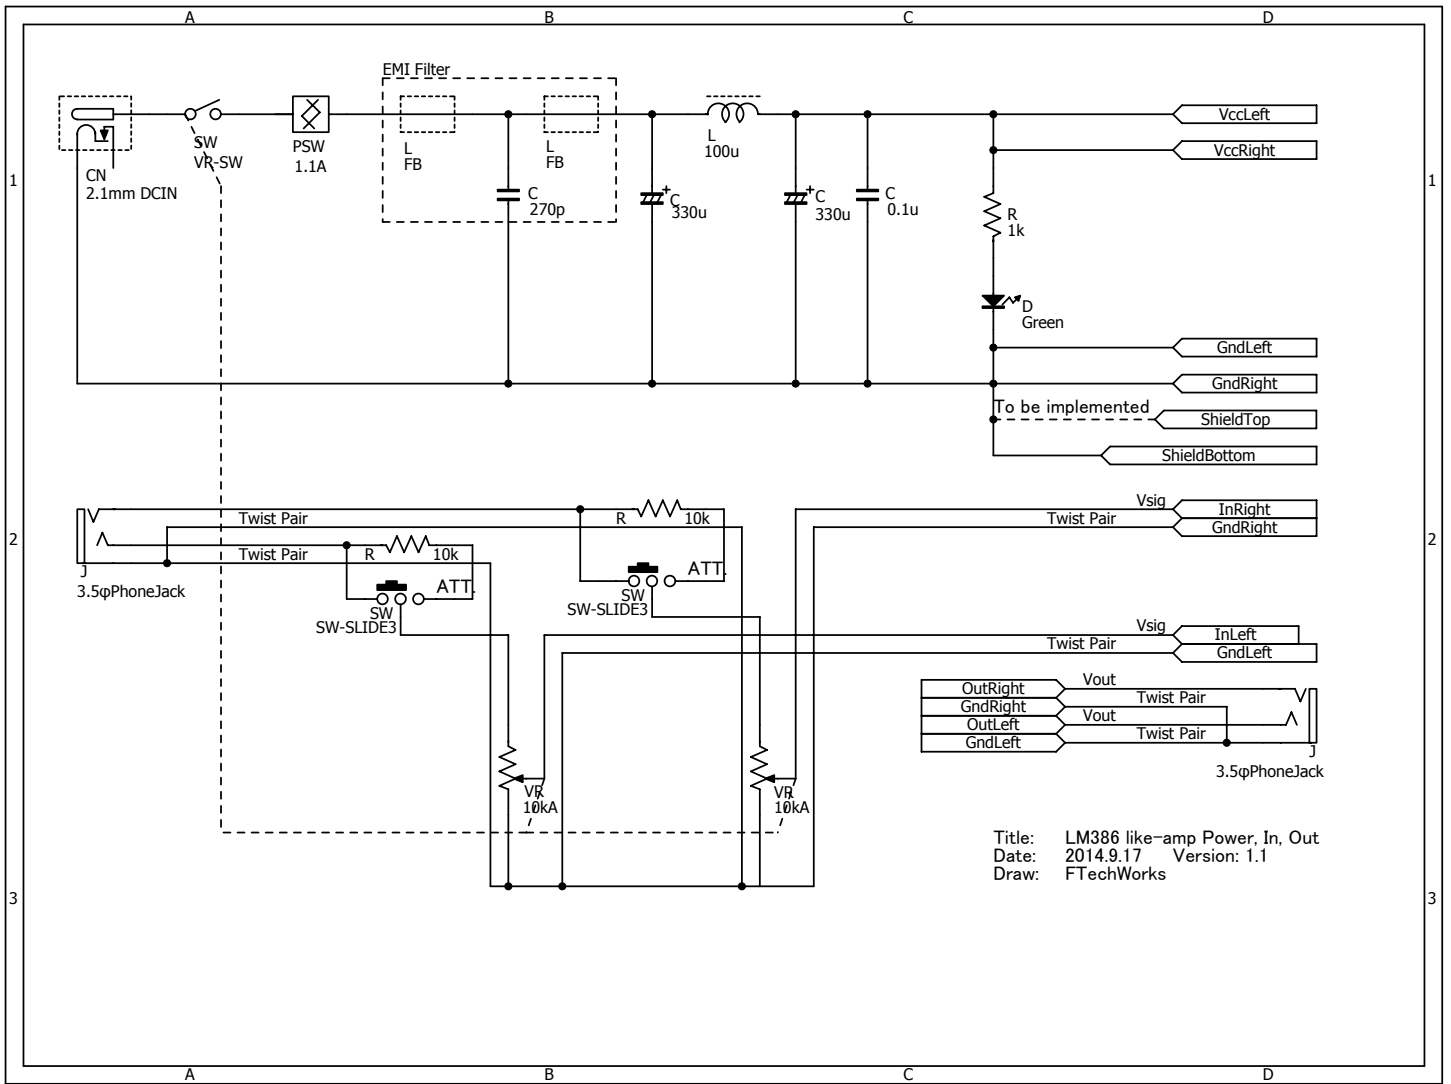 A B C D
EMI Filter
SW
VR-SW
PSW
1.1A
L
FB
L
FB
L
100u
VccLeft
VccRight
1
1
CN
2.1mm DCIN
C
270p
C
330u
C
330u
C
0.1u
R
1k
D
Green
GndLeft
GndRight
To be implemented
ShieldTop
ShieldBottom
Vsig
InRight
Twist Pair
R
10k
Twist Pair
GndRight
2
2
Twist Pair
R
10k
J
3.5φPhoneJack
ATT.
SW
SW-SLIDE3
ATT.
SW
SW-SLIDE3
Vsig
InLeft
Twist Pair
GndLeft
OutRight
Vout
GndRight
Twist Pair
OutLeft
Vout
GndLeft
Twist Pair
J
3.5φPhoneJack
VR
10kA
VR
10kA
Title: LM386 like-amp Power, In, Out
Date: 2014.9.17 Version: 1.1
Draw: FTechWorks
3
3
A B C D